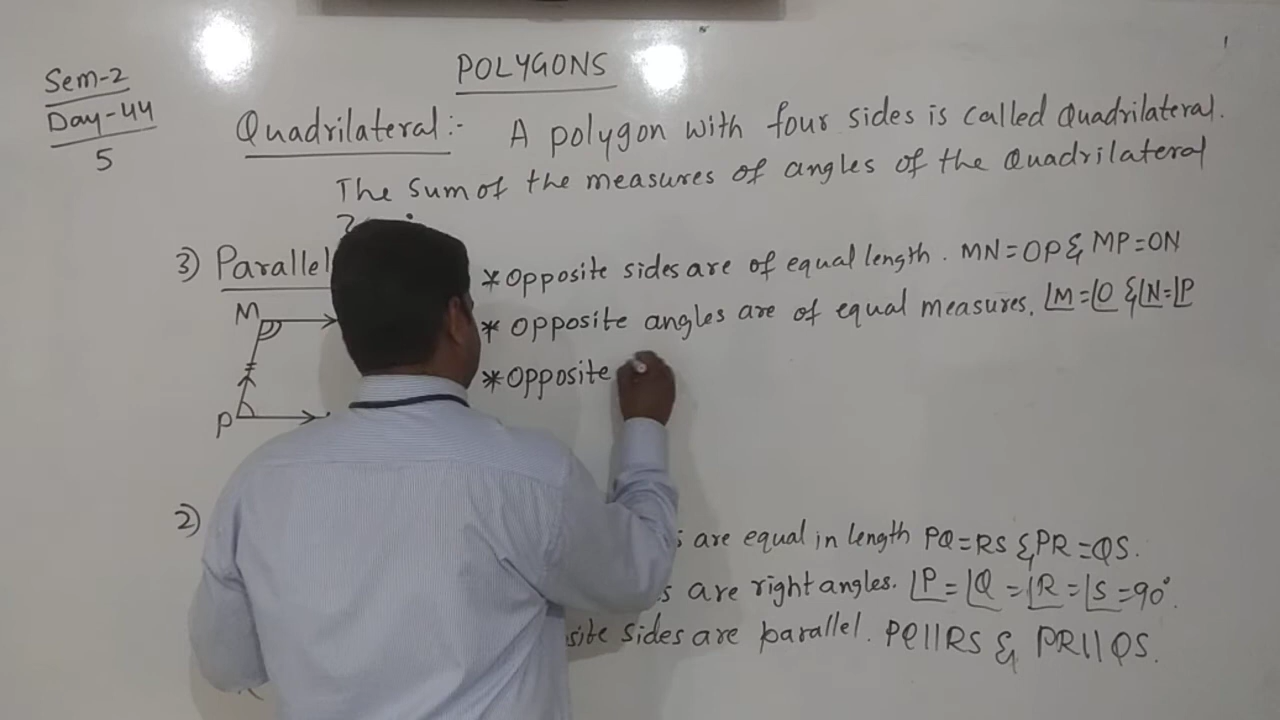 POLYGONS
Sem-2
Day-44
5
Quadrilateral:- A polygon with four sides is called Quadrilateral.
The sum of the measures of angles of the Quadrilateral
3) Parallel
* Opposite sides are of equal length. MN=OP & MP=ON
* Opposite angles are of equal measures. ∠M=∠O & ∠N=∠P
* Opposite
M
P
2)
are equal in length PQ=RS & PR=QS.
are right angles. ∠P=∠Q=∠R=∠S=90°.
sides are parallel. PQ||RS & PR||QS.